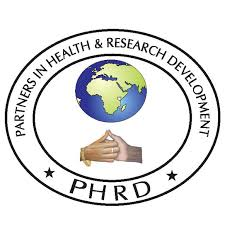 PARTNERS IN HEALTH & RESEARCH DEVELOPMENT
PHRD